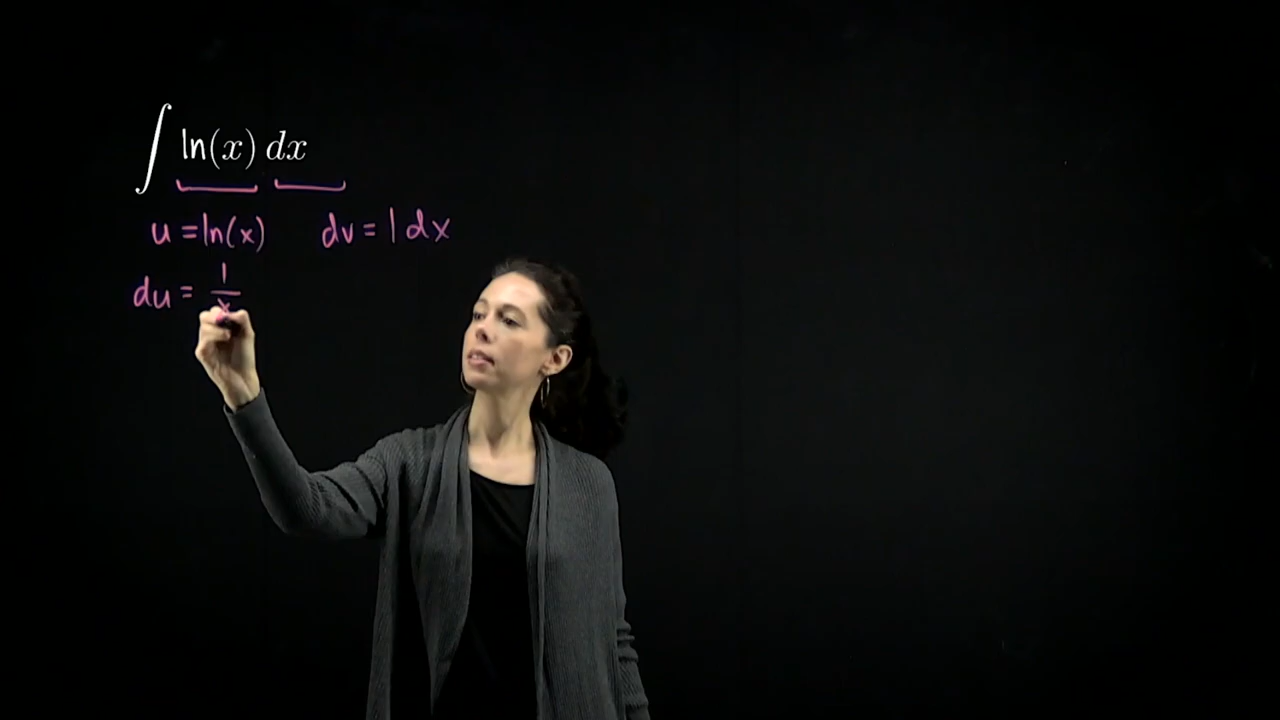 ∫ ln(x) dx
u = ln(x) dv = 1 dx
du = 1/x